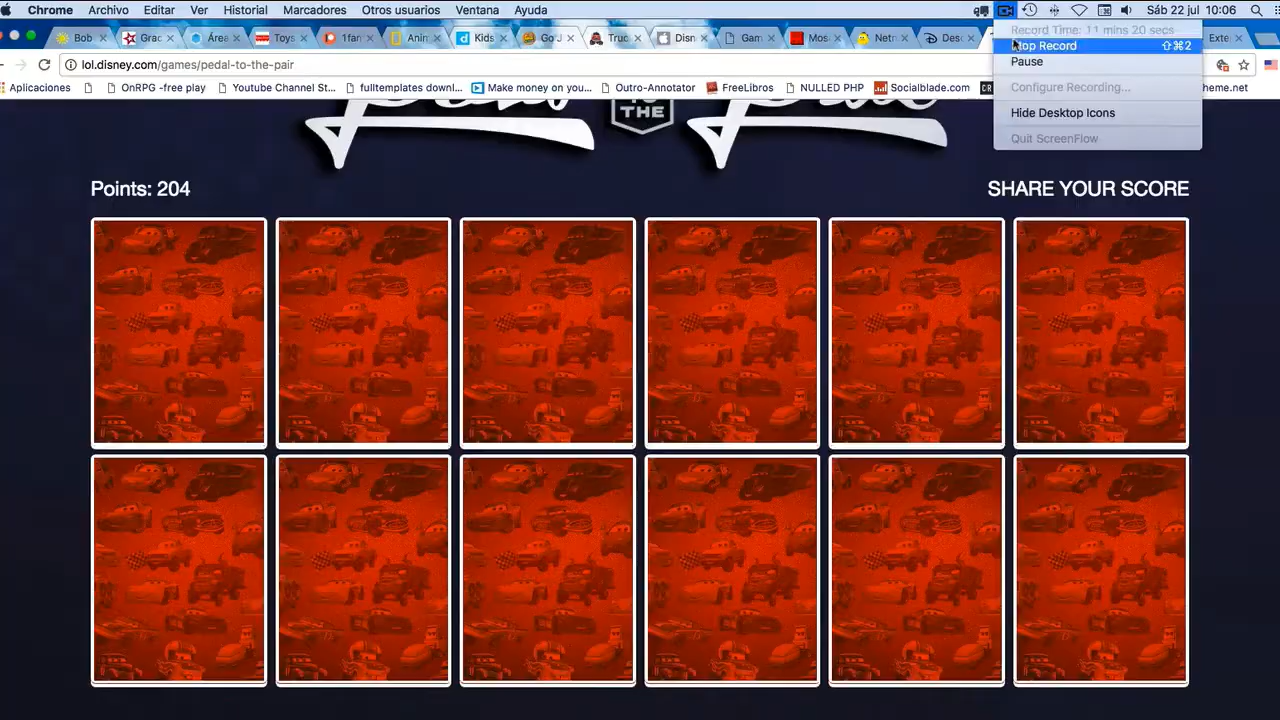 Chrome Archivo Editar Ver Historial Marcadores Otros usuarios Ventana Ayuda Sáb 22 jul 10:06
Bob Grac Área Toys 1fan Anin Kids Go J Truc Disn Gam Mos Netn Desc Exte
lol.disney.com/games/pedal-to-the-pair
Aplicaciones OnRPG -free play Youtube Channel St... fulltemplates downl... Make money on you... Outro-Annotator FreeLibros NULLED PHP Socialblade.com heme.net
Record Time: 11 mins 20 secs
Stop Record ⇧⌘2
Pause
Configure Recording...
Hide Desktop Icons
Quit ScreenFlow
TO
THE
Points: 204 SHARE YOUR SCORE